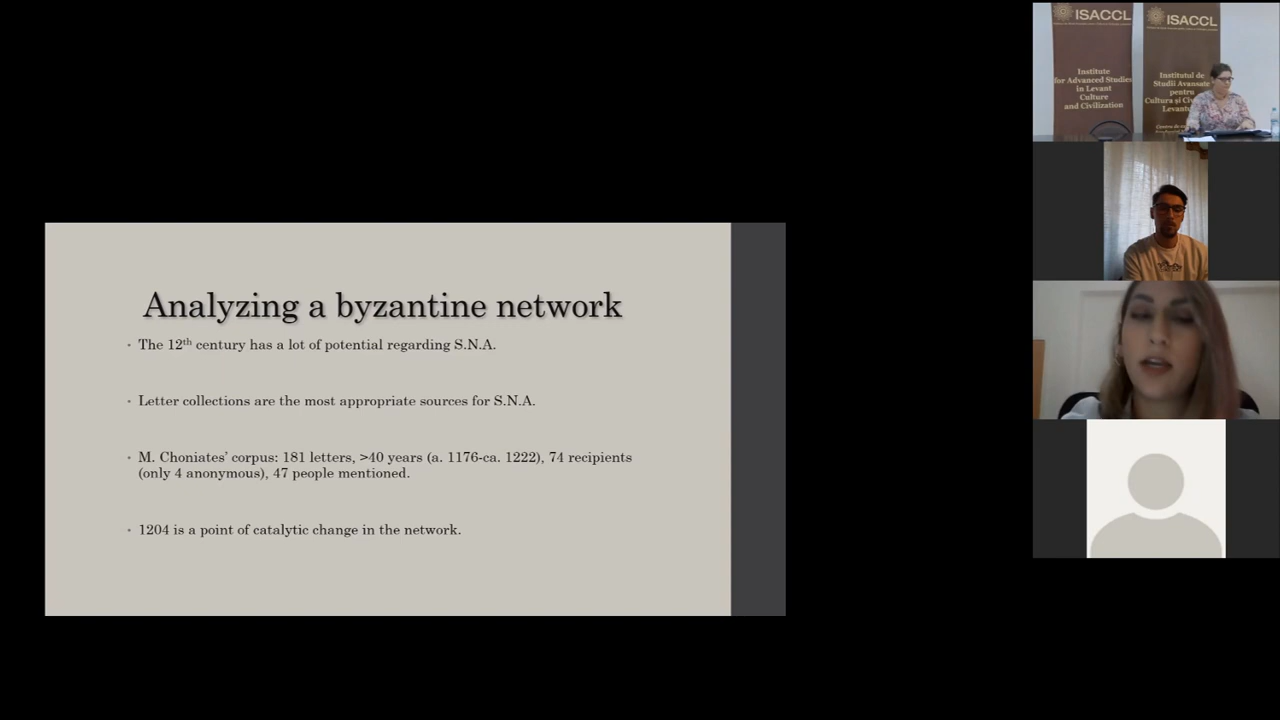 Analyzing a byzantine network
• The 12th century has a lot of potential regarding S.N.A.
• Letter collections are the most appropriate sources for S.N.A.
• M. Choniates’ corpus: 181 letters, >40 years (a. 1176-ca. 1222), 74 recipients
(only 4 anonymous), 47 people mentioned.
• 1204 is a point of catalytic change in the network.
ISACCL
Institute
for Advanced Studies
in Levant
Culture
and Civilization
ISACCL
Institutul de
Studii Avansate
pentru
Cultura și